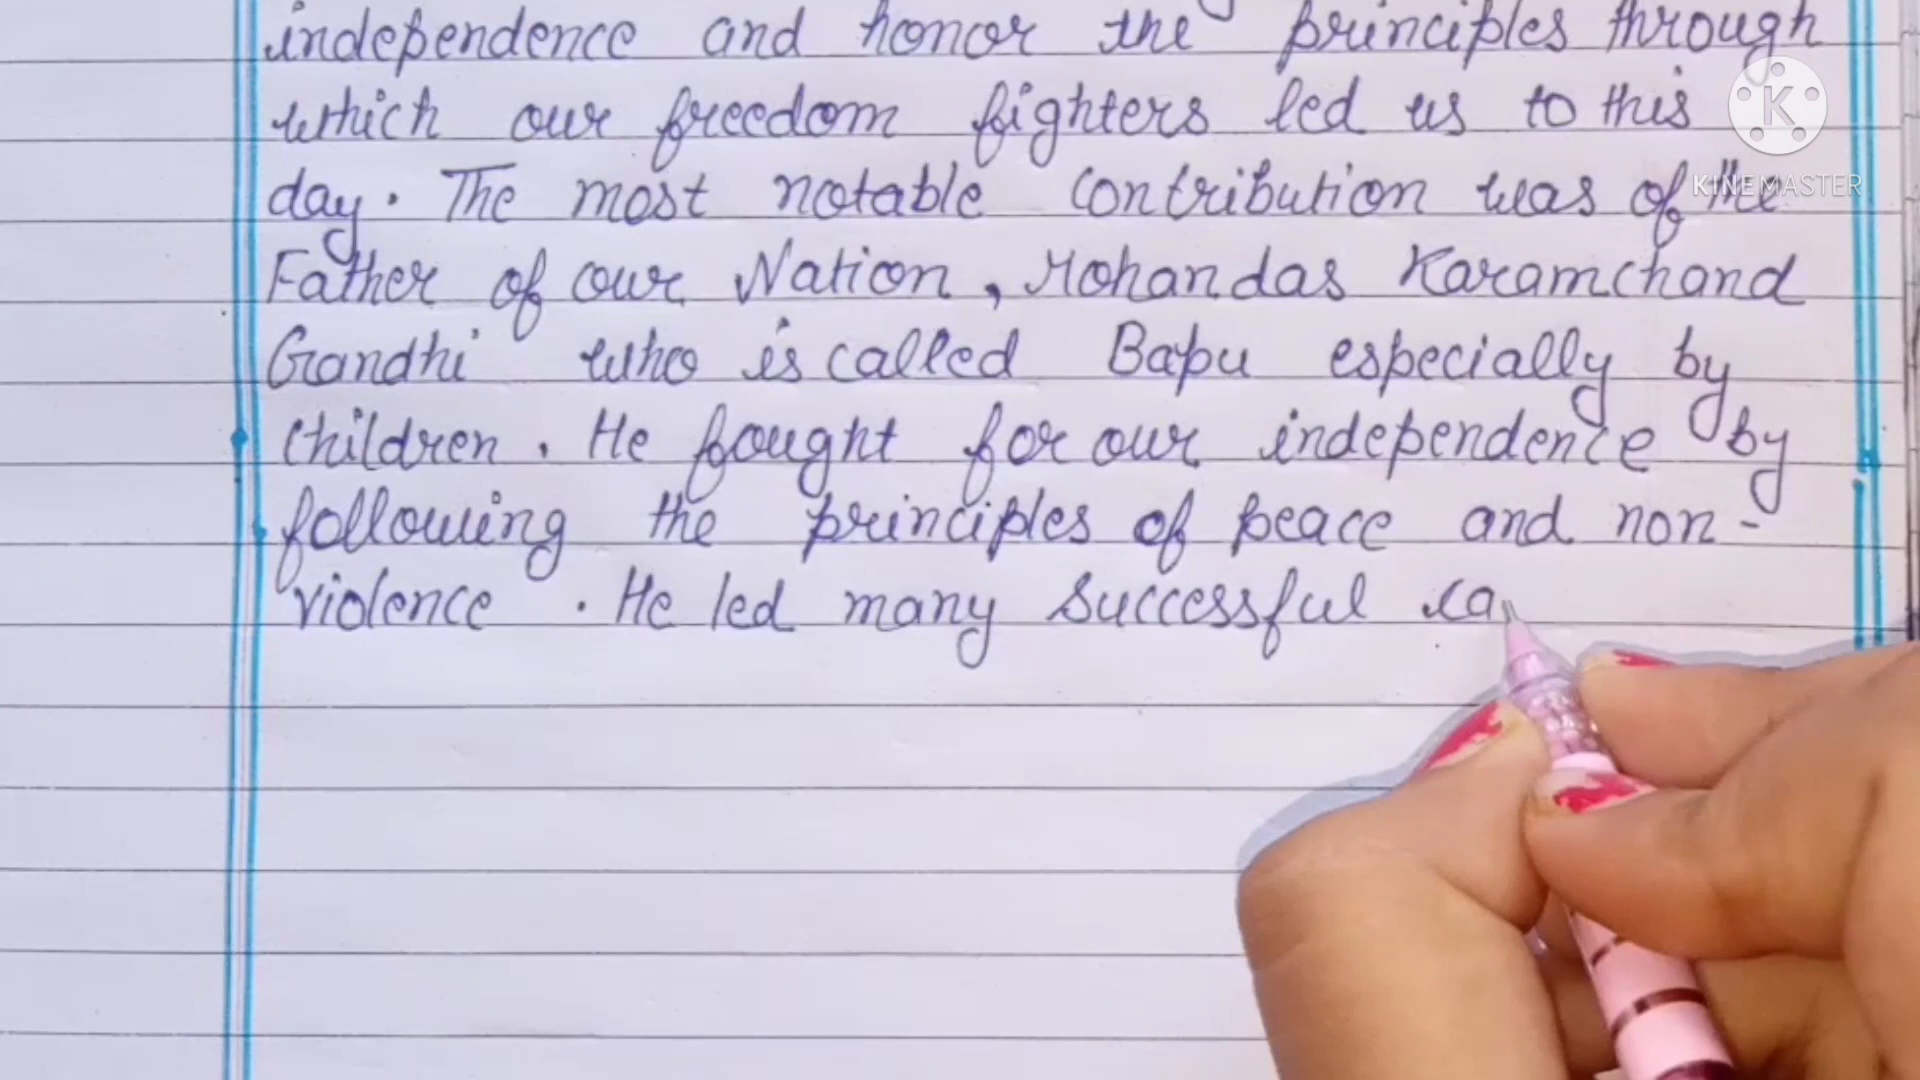 independence and honor the principles through
which our freedom fighters led us to this
day. The most notable contribution was of the
Father of our Nation, Mohandas Karamchand
Gandhi who is called Bapu especially by
children. He fought for our independence by
following the principles of peace and non-
violence. He led many successful ca
K
KINEMASTER